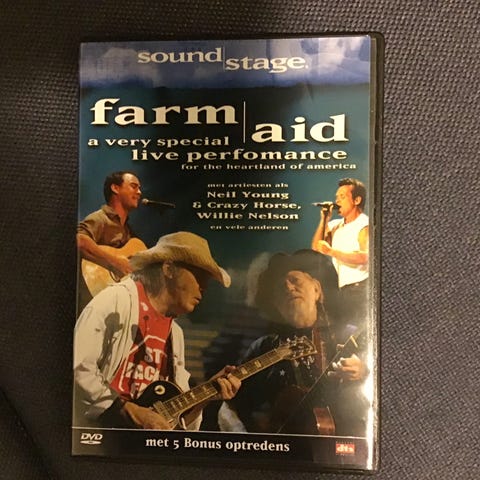 sound stage.
farm aid
a very special
live perfomance
for the heartland of america
met artiesten als
Neil Young
& Crazy Horse,
Willie Nelson
en vele anderen
DVD
met 5 Bonus optredens
dts